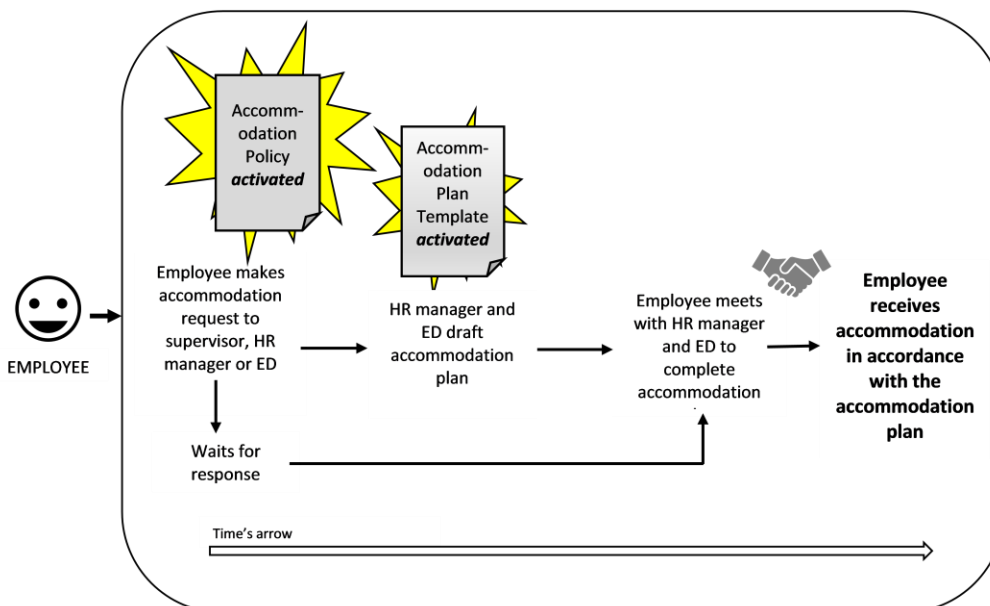 Accomm-
odation
Policy
activated
Accomm-
odation
Plan
Template
activated
EMPLOYEE
Employee makes
accommodation
request to
supervisor, HR
manager or ED
HR manager and
ED draft
accommodation
plan
Employee meets
with HR manager
and ED to
complete
accommodation
Employee
receives
accommodation
in accordance
with the
accommodation
plan
Waits for
response
Time's arrow